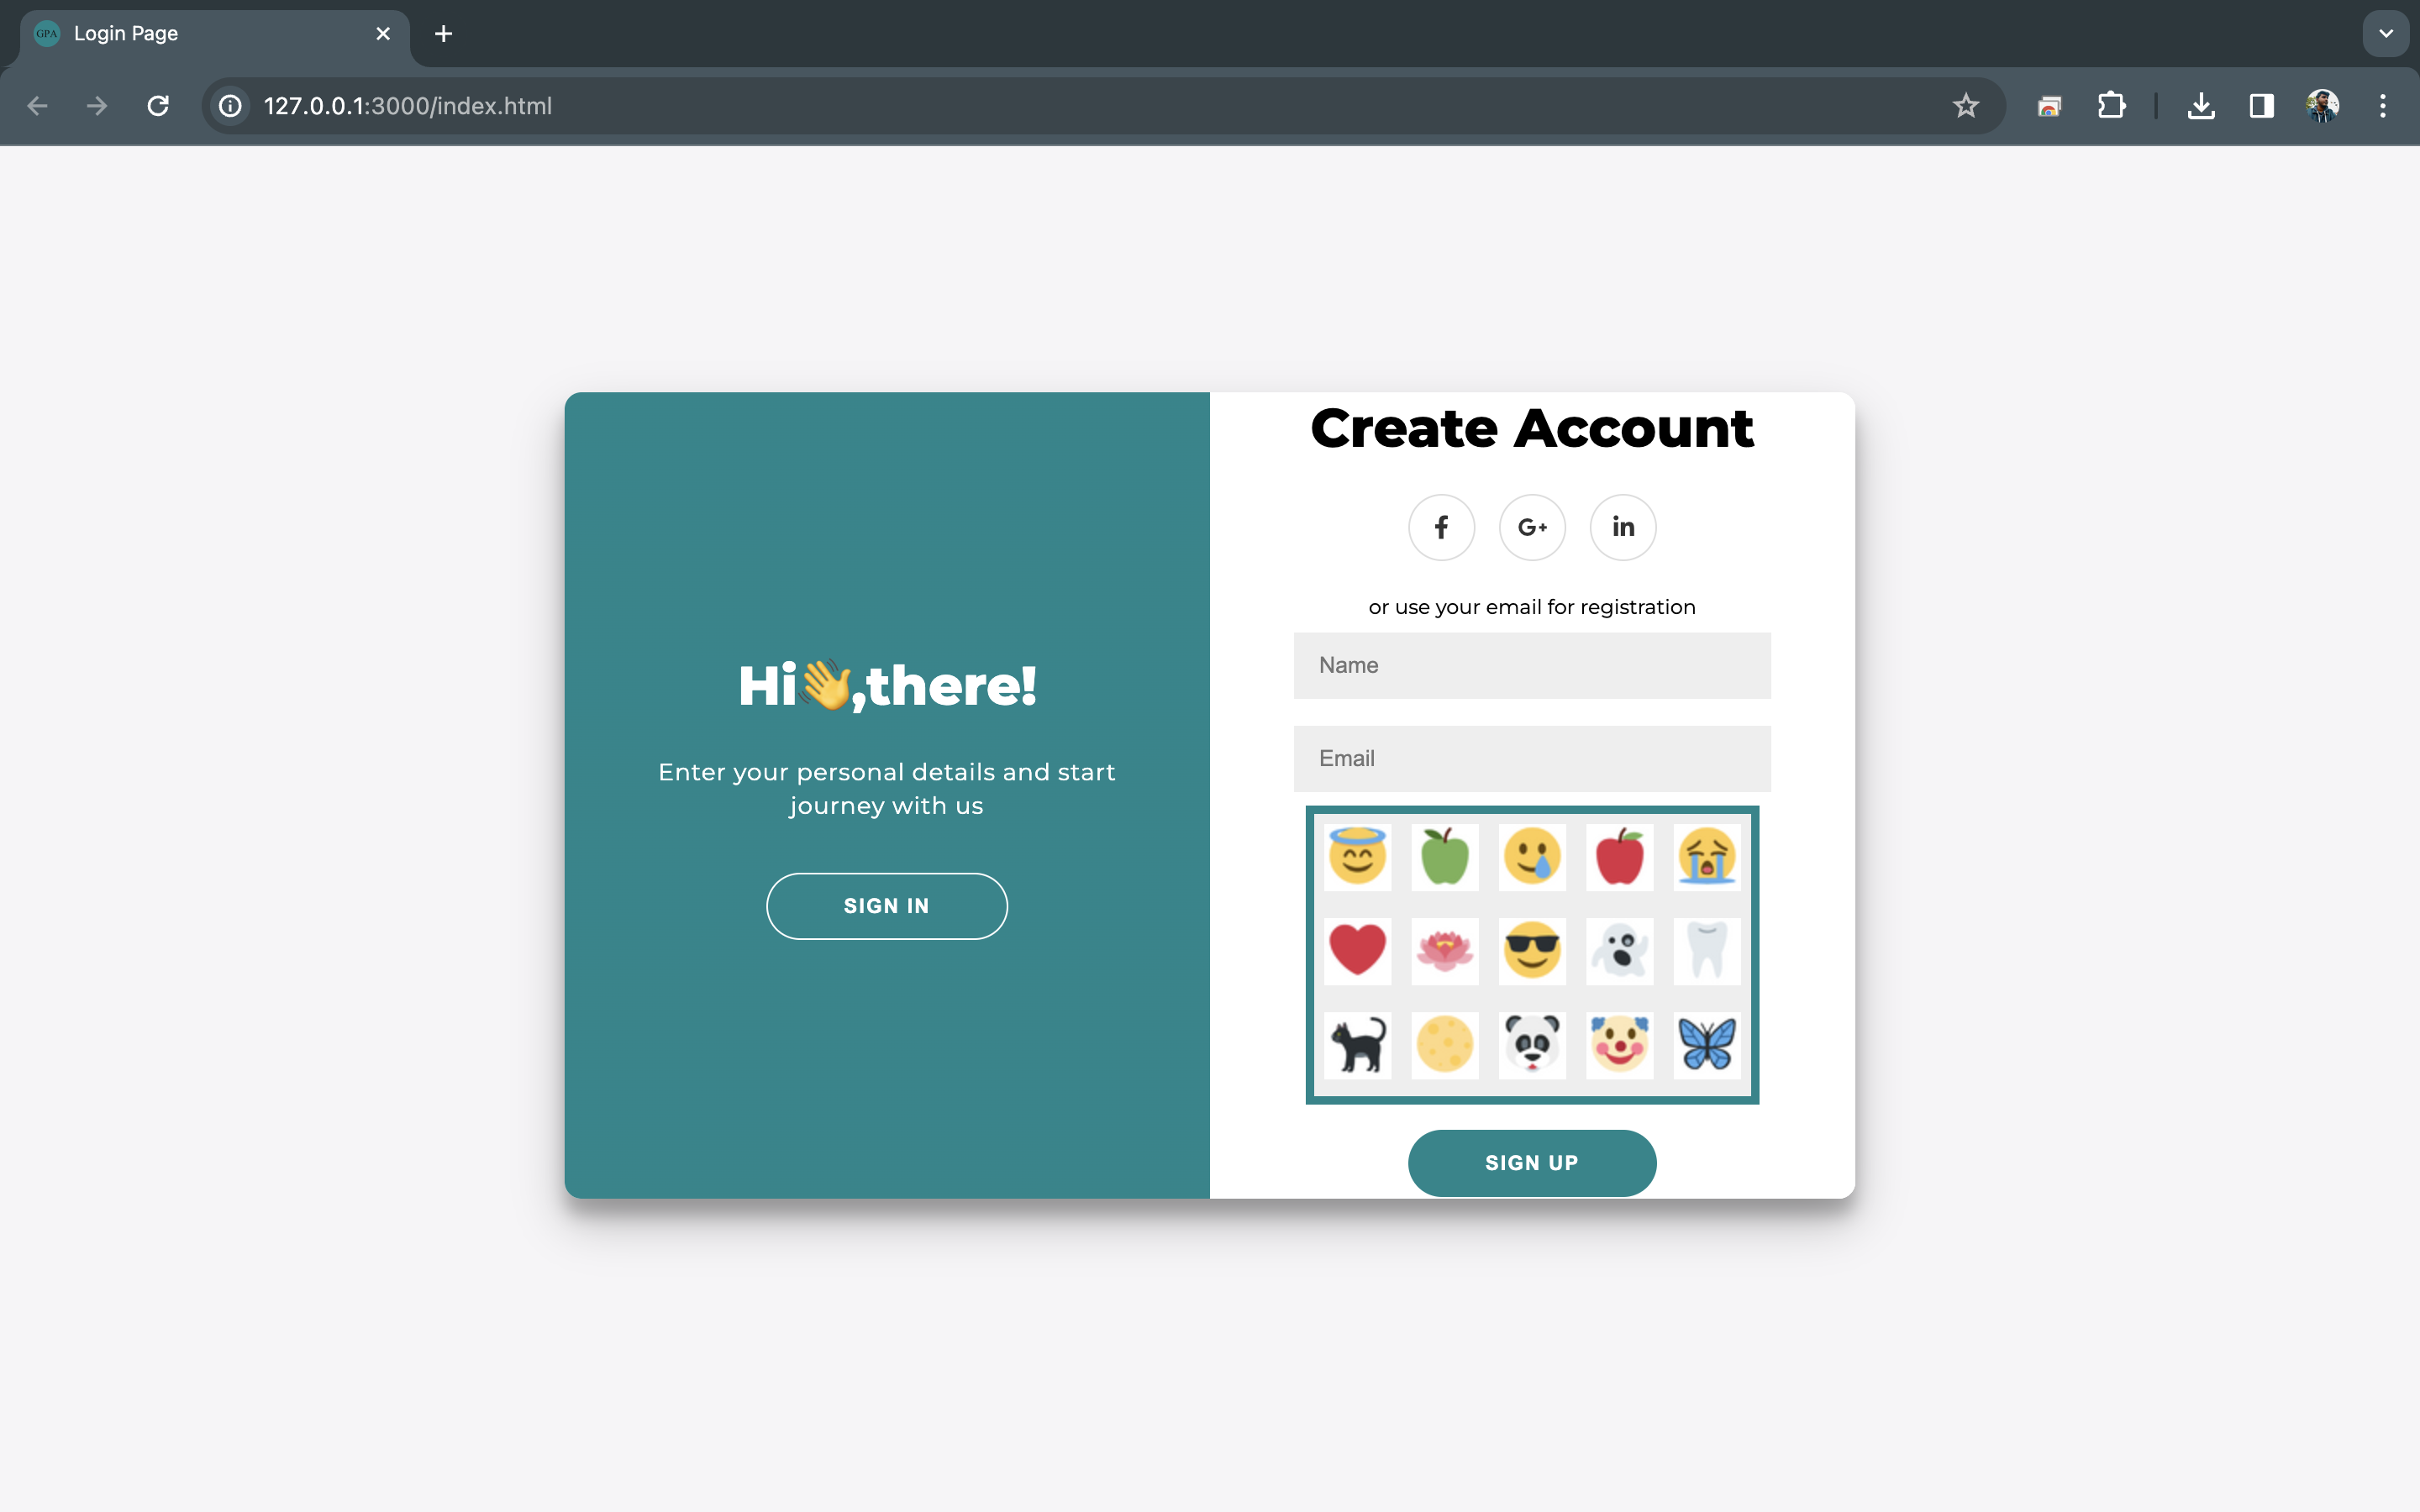 GPA Login Page
127.0.0.1:3000/index.html
Hi👋,there!
Enter your personal details and start
journey with us
SIGN IN
Create Account
f G+ in
or use your email for registration
Name
Email
SIGN UP